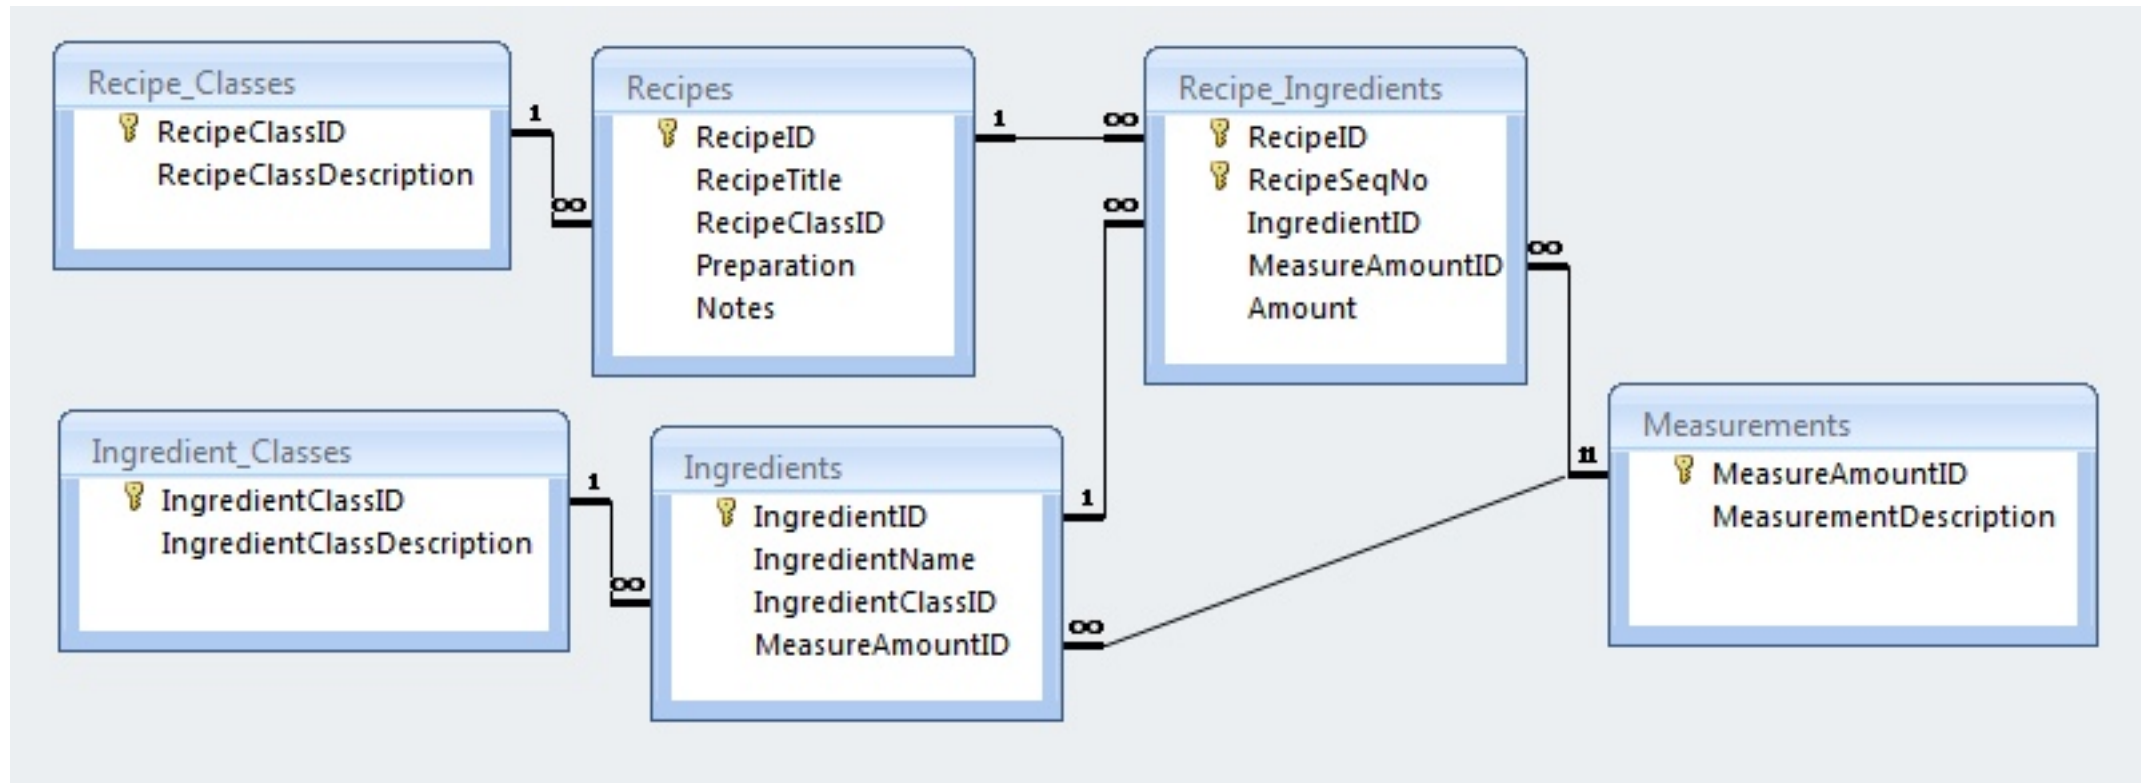 Recipe_Classes
RecipeClassID
RecipeClassDescription
1
∞
Recipes
RecipeID
RecipeTitle
RecipeClassID
Preparation
Notes
1
∞
∞
Recipe_Ingredients
RecipeID
RecipeSeqNo
IngredientID
MeasureAmountID
Amount
∞
Ingredient_Classes
IngredientClassID
IngredientClassDescription
1
∞
Ingredients
IngredientID
IngredientName
IngredientClassID
MeasureAmountID
1
∞
11
Measurements
MeasureAmountID
MeasurementDescription